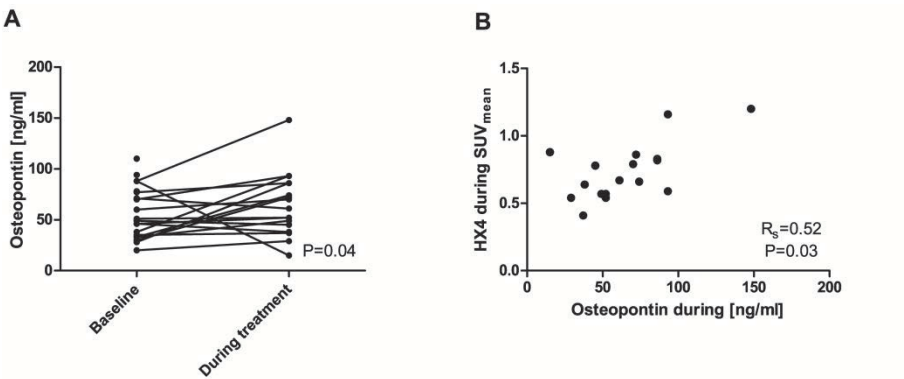 A
Osteopontin [ng/ml]
200
150
100
50
0
P=0.04
Baseline
During treatment
B
HX4 during SUVmean
1.5
1.0
0.5
0.0
Rs=0.52
P=0.03
0 50 100 150 200
Osteopontin during [ng/ml]